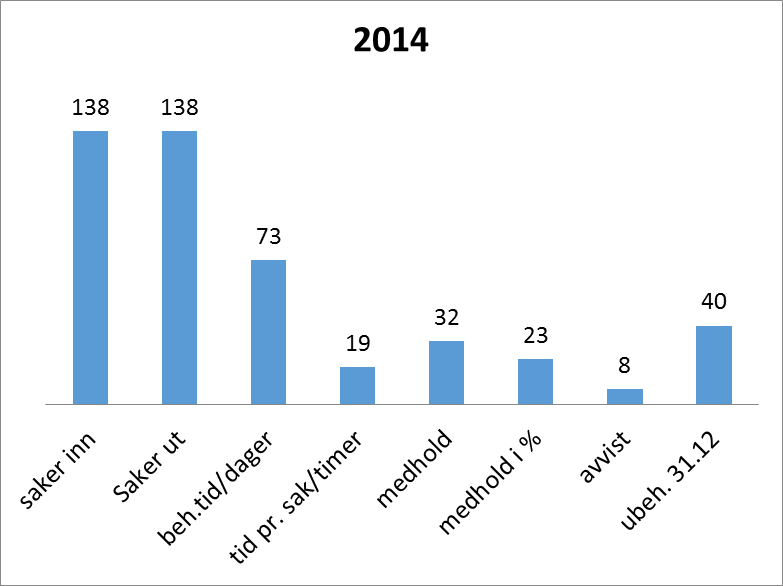 2014
138
138
73
19
32
23
8
40
saker inn
Saker ut
beh.tid/dager
tid pr. sak/timer
medhold
medhold i %
avvist
ubeh. 31.12